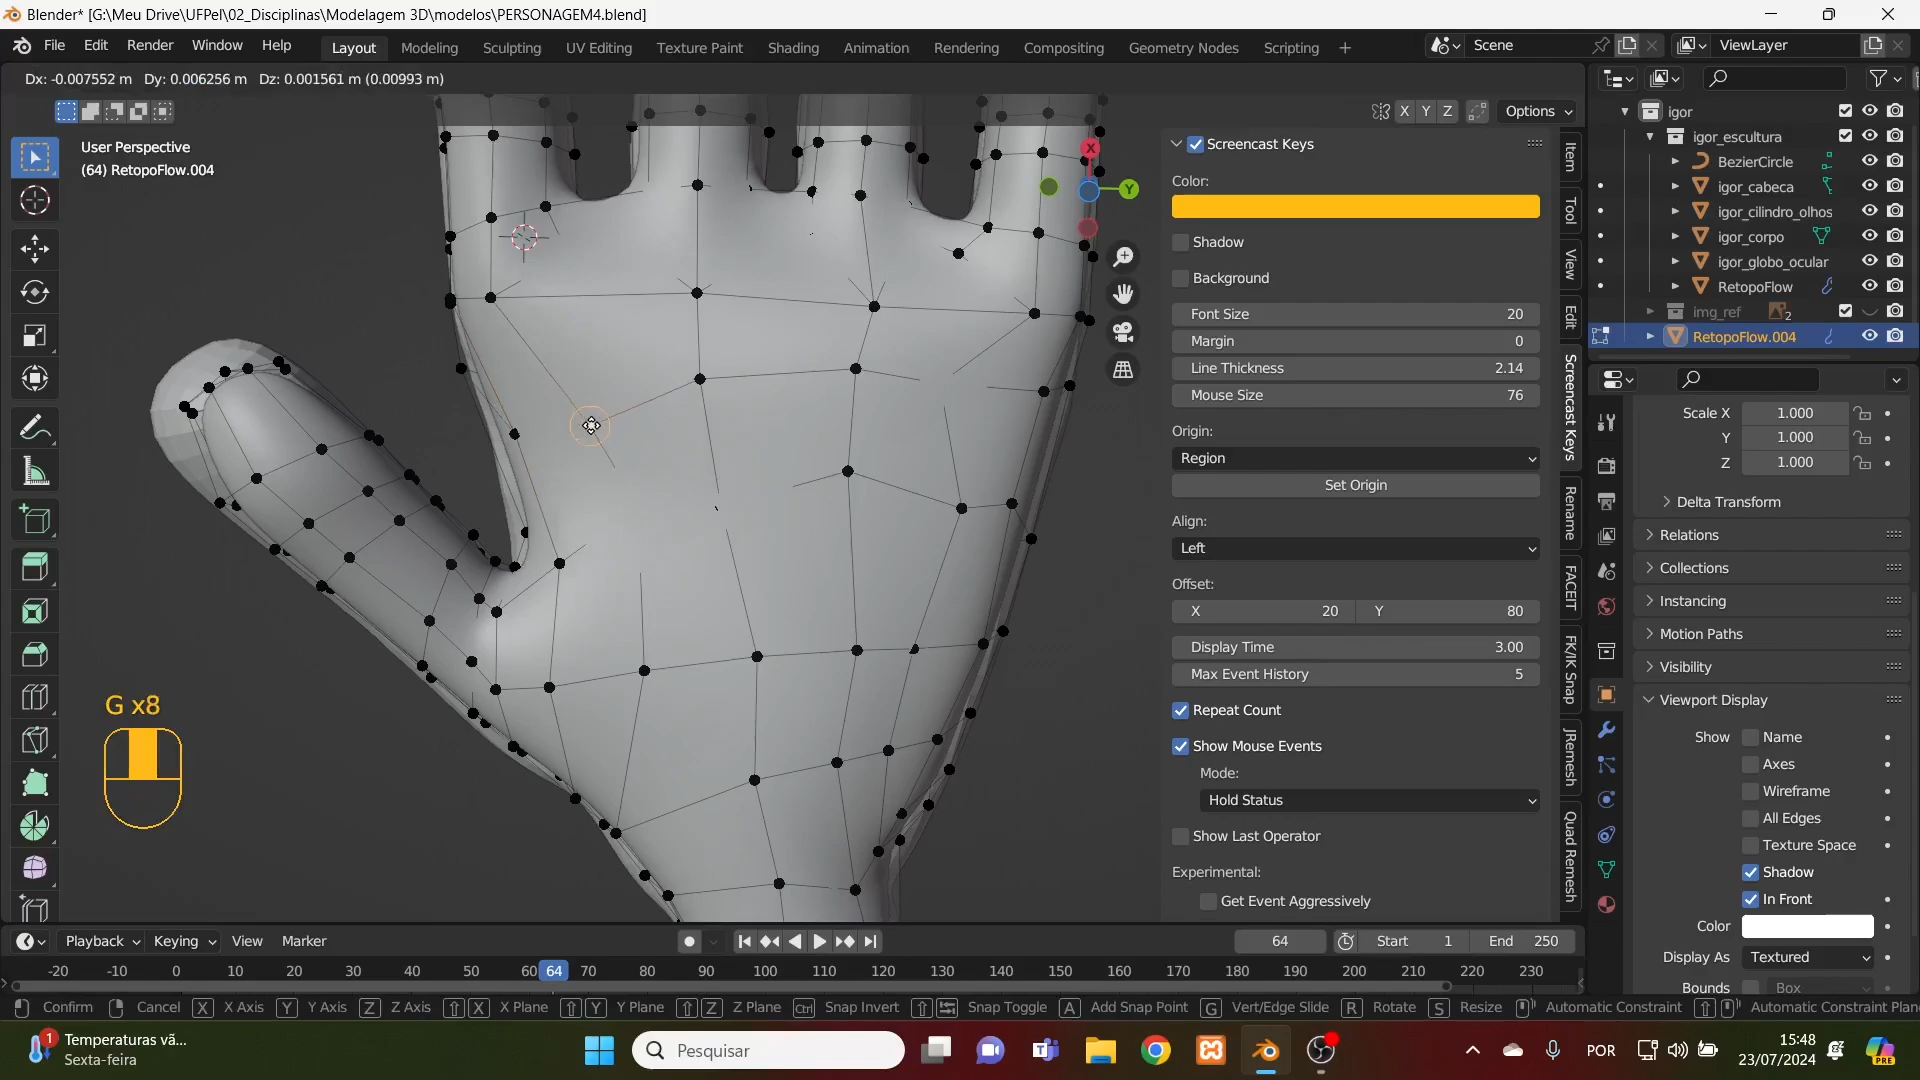 Blender* [G:\Meu Drive\UFPel\02_Disciplinas\Modelagem 3D\modelos\PERSONAGEM4.blend]
File Edit Render Window Help Layout Modeling Sculpting UV Editing Texture Paint Shading Animation Rendering Compositing Geometry Nodes Scripting + Scene ViewLayer
Dx: -0.007552 m Dy: 0.006256 m Dz: 0.001561 m (0.00993 m)
X Y Z Options
User Perspective
(64) RetopoFlow.004
X
Y
G x8
Screencast Keys
Color:
Shadow
Background
Font Size 20
Margin 0
Line Thickness 2.14
Mouse Size 76
Origin:
Region
Set Origin
Align:
Left
Offset:
X 20 Y 80
Display Time 3.00
Max Event History 5
Repeat Count
Show Mouse Events
Mode:
Hold Status
Show Last Operator
Experimental:
Get Event Aggressively
Item
Tool
View
Edit
Screencast Keys
Rename
FACEIT
FK/IK Snap
JRemesh
Quad Remesh
igor
igor_escultura
BezierCircle
igor_cabeca
igor_cilindro_olhos
igor_corpo
igor_globo_ocular
RetopoFlow
img_ref 2
RetopoFlow.004
Scale X 1.000
Y 1.000
Z 1.000
Delta Transform
Relations
Collections
Instancing
Motion Paths
Visibility
Viewport Display
Show Name
Axes
Wireframe
All Edges
Texture Space
Shadow
In Front
Color
Display As Textured
Bounds Box
Playback Keying View Marker 64 Start 1 End 250
-20 -10 0 10 20 30 40 50 60 64 70 80 90 100 110 120 130 140 150 160 170 180 190 200 210 220 230
Confirm Cancel X X Axis Y Y Axis Z Z Axis X X Plane Y Y Plane Z Z Plane Ctrl Snap Invert Snap Toggle A Add Snap Point G Vert/Edge Slide R Rotate S Resize Automatic Constraint Automatic Constraint Plan
1 Temperaturas vã...
Sexta-feira
Pesquisar
POR
15:48
23/07/2024
PRE